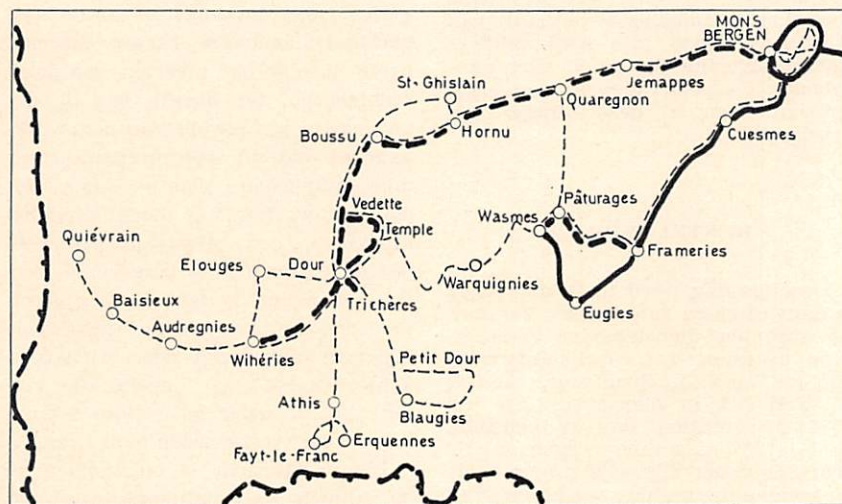 MONS
BERGEN
St-Ghislain
Jemappes
Quaregnon
Cuesmes
Boussu
Hornu
Vedette
Pâturages
Wasmes
Temple
Quiévrain
Elouges
Dour
Frameries
Warquignies
Trichères
Eugies
Baisieux
Audregnies
Wihéries
Petit Dour
Athis
Blaugies
Erquennes
Fayt-le-Franc